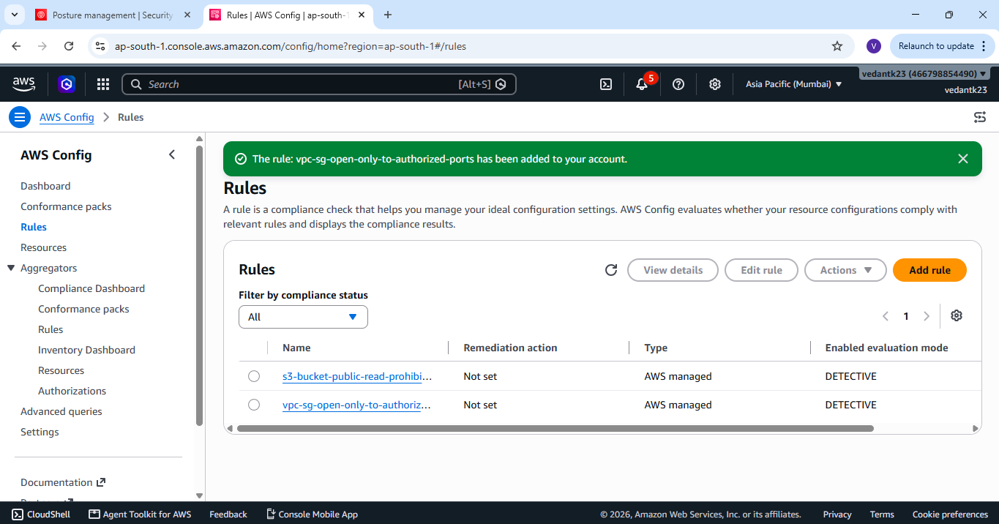 Posture management | Security
Rules | AWS Config | ap-south-1
ap-south-1.console.aws.amazon.com/config/home?region=ap-south-1#/rules
V
Relaunch to update
aws
Search
[Alt+S]
5
Asia Pacific (Mumbai)
vedantk23 (466798854490)
vedantk23
AWS Config
Rules
AWS Config
Dashboard
Conformance packs
Rules
Resources
Aggregators
Compliance Dashboard
Conformance packs
Rules
Inventory Dashboard
Resources
Authorizations
Advanced queries
Settings
Documentation
The rule: vpc-sg-open-only-to-authorized-ports has been added to your account.
Rules
A rule is a compliance check that helps you manage your ideal configuration settings. AWS Config evaluates whether your resource configurations comply with
relevant rules and displays the compliance results.
Rules
View details
Edit rule
Actions
Add rule
Filter by compliance status
All
1
Name Remediation action Type Enabled evaluation mode
s3-bucket-public-read-prohibi... Not set AWS managed DETECTIVE
vpc-sg-open-only-to-authoriz... Not set AWS managed DETECTIVE
CloudShell
Agent Toolkit for AWS
Feedback
Console Mobile App
© 2026, Amazon Web Services, Inc. or its affiliates.
Privacy
Terms
Cookie preferences